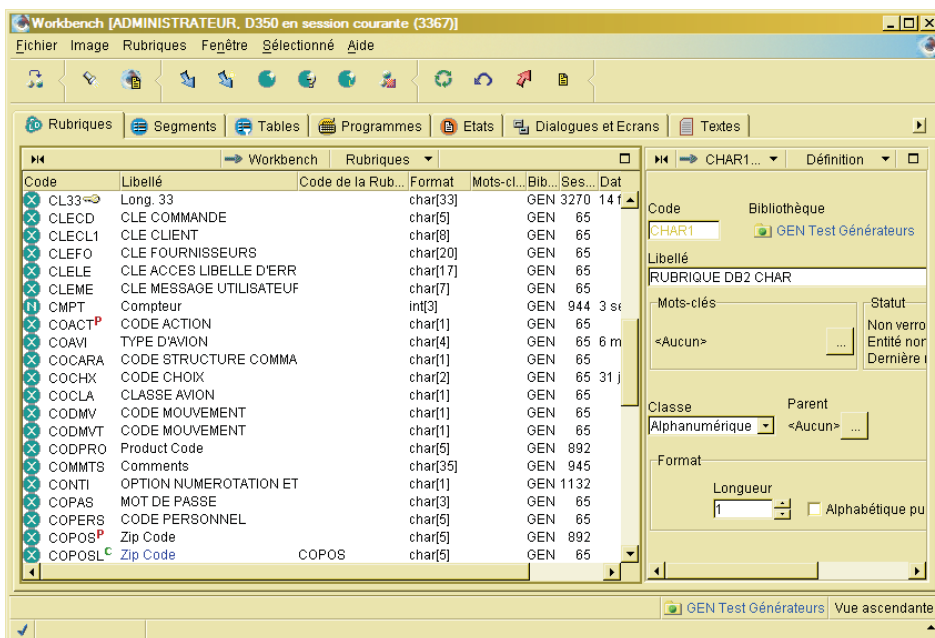 Workbench [ADMINISTRATEUR, D350 en session courante (3367)]
Fichier Image Rubriques Fenêtre Sélectionné Aide
Rubriques Segments Tables Programmes Etats Dialogues et Ecrans Textes
Workbench Rubriques
CHAR1... Définition
Code Libellé Code de la Rub... Format Mots-cl... Bib... Ses... Dat
CL33 Long. 33 char[33] GEN 3270 14 f
CLECD CLE COMMANDE char[5] GEN 65
CLECL1 CLE CLIENT char[8] GEN 65
CLEFO CLE FOURNISSEURS char[20] GEN 65
CLELE CLE ACCES LIBELLE D'ERR char[17] GEN 65
CLEME CLE MESSAGE UTILISATEUR char[7] GEN 65
N CMPT Compteur int[3] GEN 944 3 se
COACT P CODE ACTION char[1] GEN 65
COAVI TYPE D'AVION char[4] GEN 65 6 m
COCARA CODE STRUCTURE COMMA char[1] GEN 65
COCHX CODE CHOIX char[2] GEN 65 31 j
COCLA CLASSE AVION char[1] GEN 65
CODMV CODE MOUVEMENT char[1] GEN 65
CODMVT CODE MOUVEMENT char[1] GEN 65
CODPRO Product Code char[5] GEN 892
COMMTS Comments char[35] GEN 945
CONTI OPTION NUMEROTATION ET char[1] GEN 1132
COPAS MOT DE PASSE char[3] GEN 65
COPERS CODE PERSONNEL char[5] GEN 65
COPOS P Zip Code char[5] GEN 892
COPOSL C Zip Code COPOS char[5] GEN 65
Code Bibliothèque
CHAR1 GEN Test Générateurs
Libellé
RUBRIQUE DB2 CHAR
Mots-clés Statut
Non verro
<Aucun> ... Entité nor
Dernière
Classe Parent
Alphanumérique <Aucun> ...
Format
Longueur
1 Alphabétique pu
GEN Test Générateurs Vue ascendante